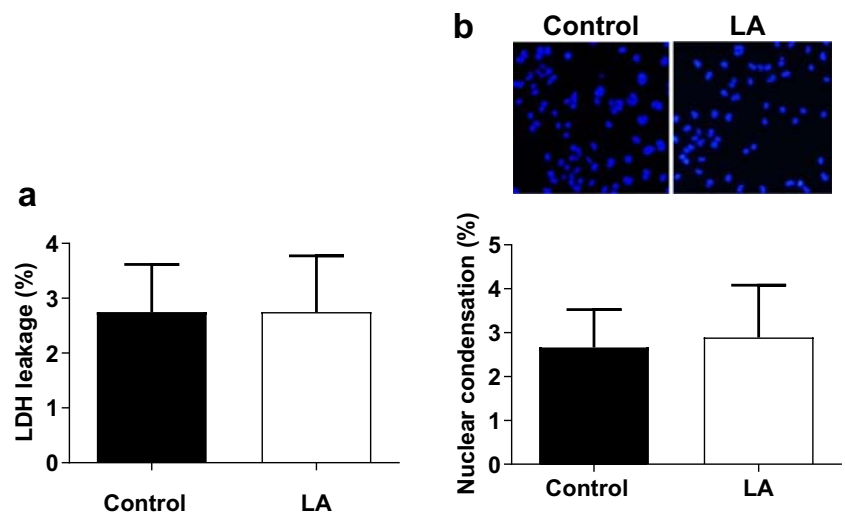 a
LDH leakage (%)
4
3
2
1
0
Control LA
b
Control LA
Nuclear condensation (%)
5
4
3
2
1
0
Control LA